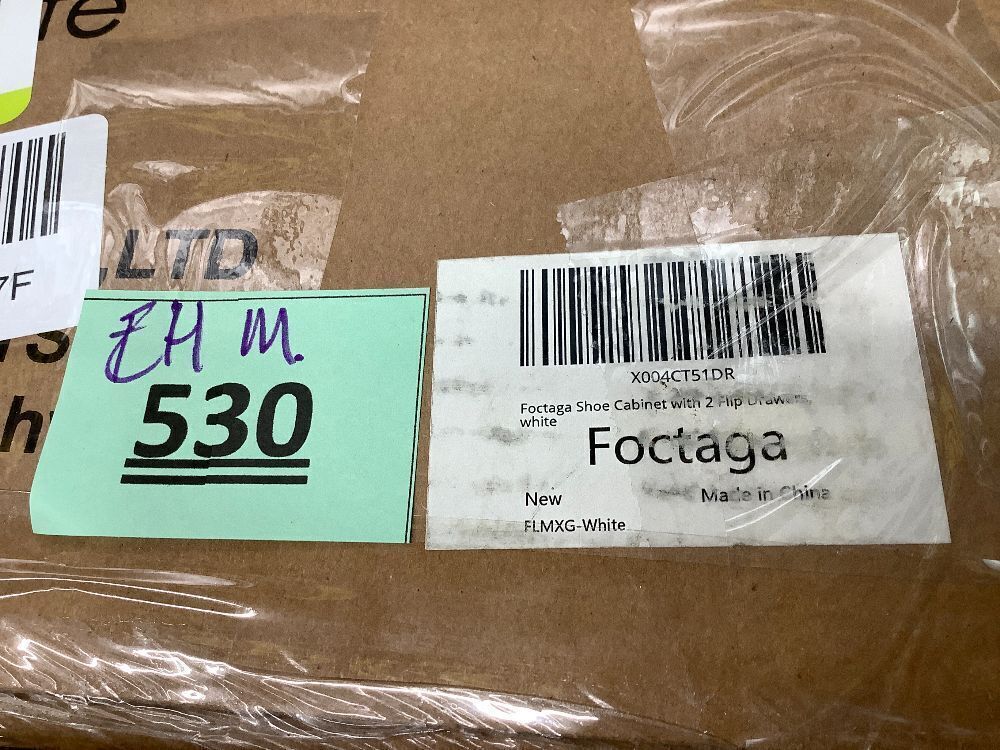 7F
LTD
EH M.
530
X004CT51DR
Foctaga Shoe Cabinet with 2 Flip Drawers,
white
Foctaga
New
Made in China
FLMXG-White